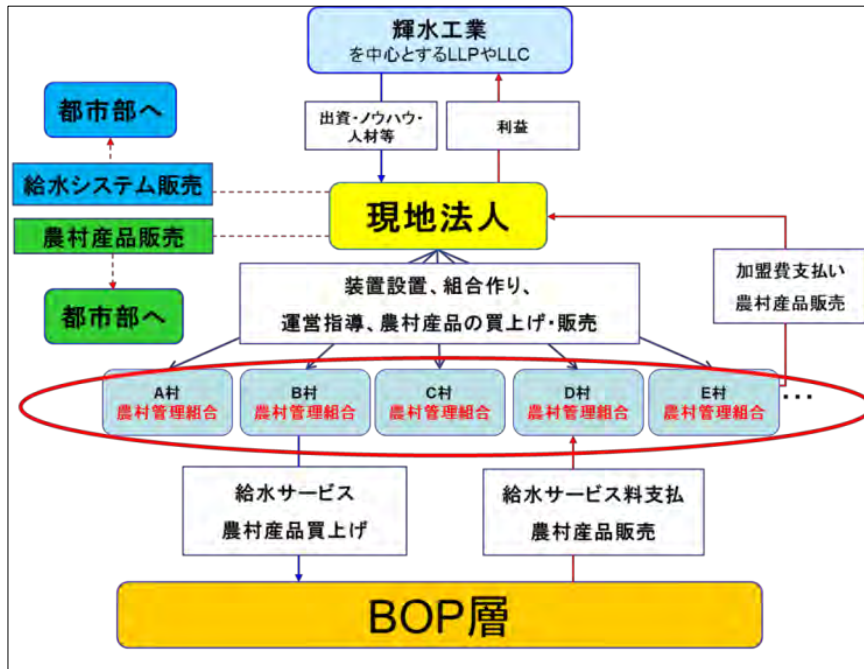 輝水工業
を中心とするLLPやLLC
出資・ノウハウ・
人材等
利益
都市部へ
給水システム販売
農村産品販売
都市部へ
現地法人
加盟費支払い
農村産品販売
装置設置、組合作り、
運営指導、農村産品の買上げ・販売
A村
農村管理組合
B村
農村管理組合
C村
農村管理組合
D村
農村管理組合
E村
農村管理組合
・・・
給水サービス
農村産品買上げ
給水サービス料支払
農村産品販売
BOP層